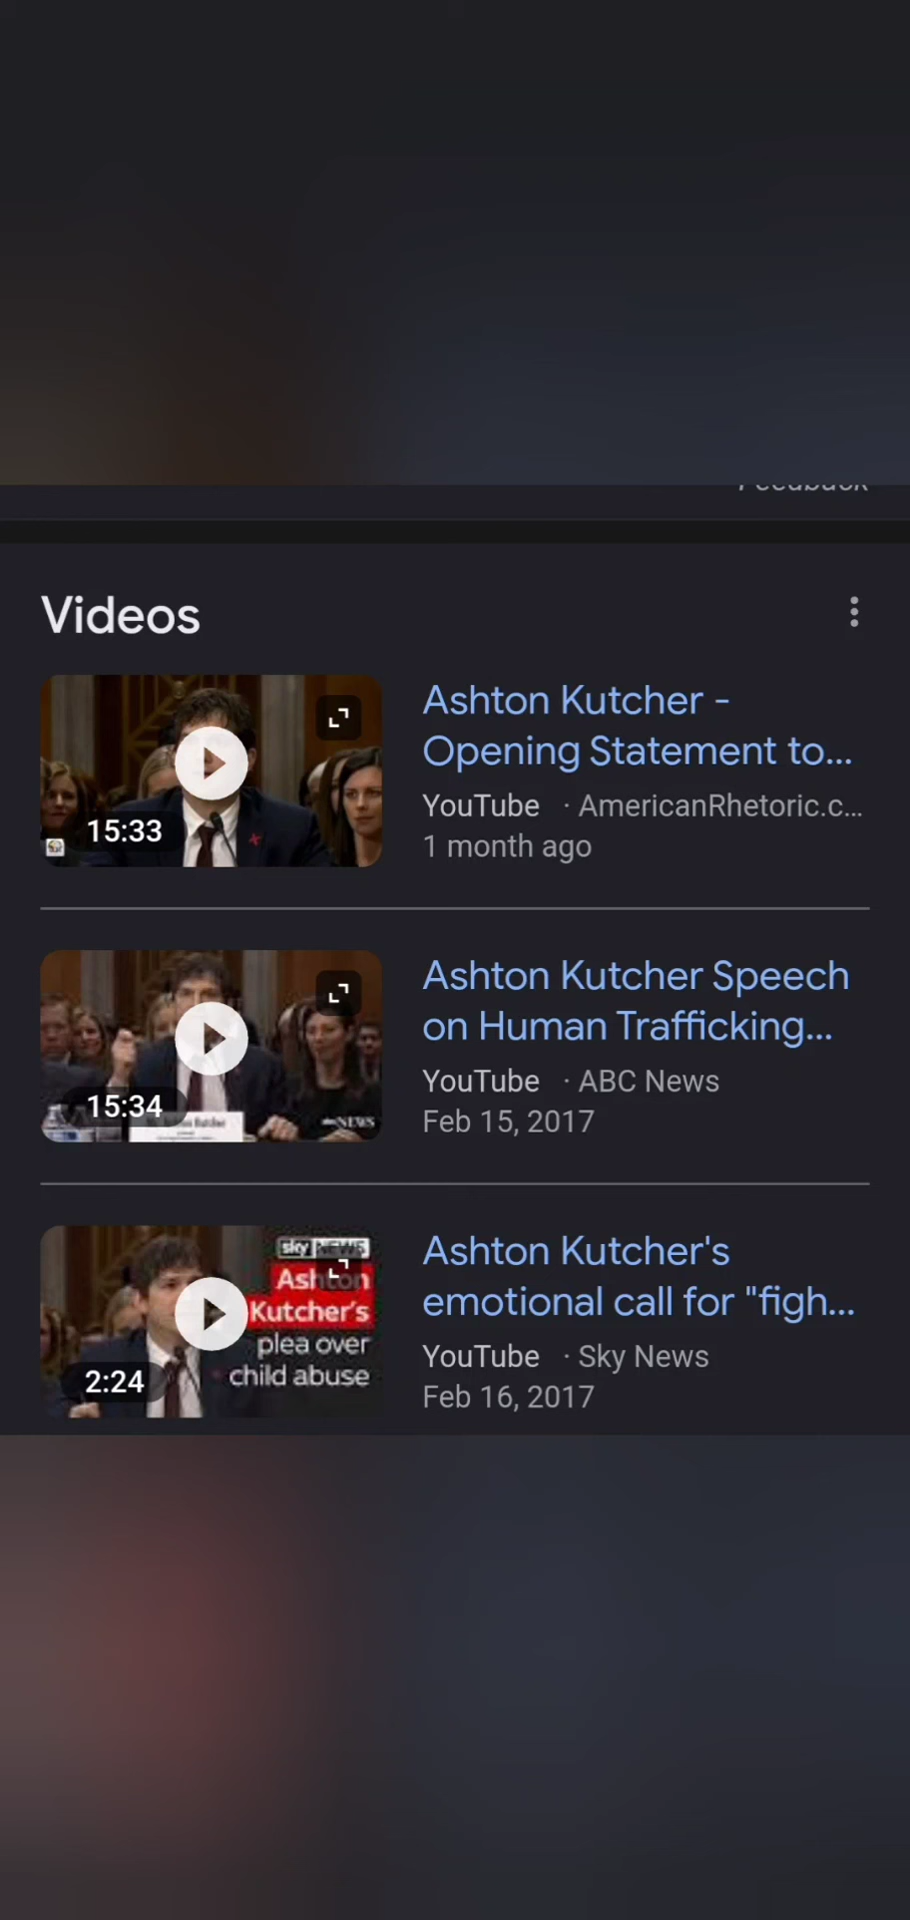 Feedback
Videos
15:33
Ashton Kutcher -
Opening Statement to...
YouTube · AmericanRhetoric.c...
1 month ago
15:34
NEWS
Ashton Kutcher Speech
on Human Trafficking...
YouTube · ABC News
Feb 15, 2017
sky NEWS
Ashton
Kutcher's
plea over
child abuse
2:24
Ashton Kutcher's
emotional call for "figh...
YouTube · Sky News
Feb 16, 2017